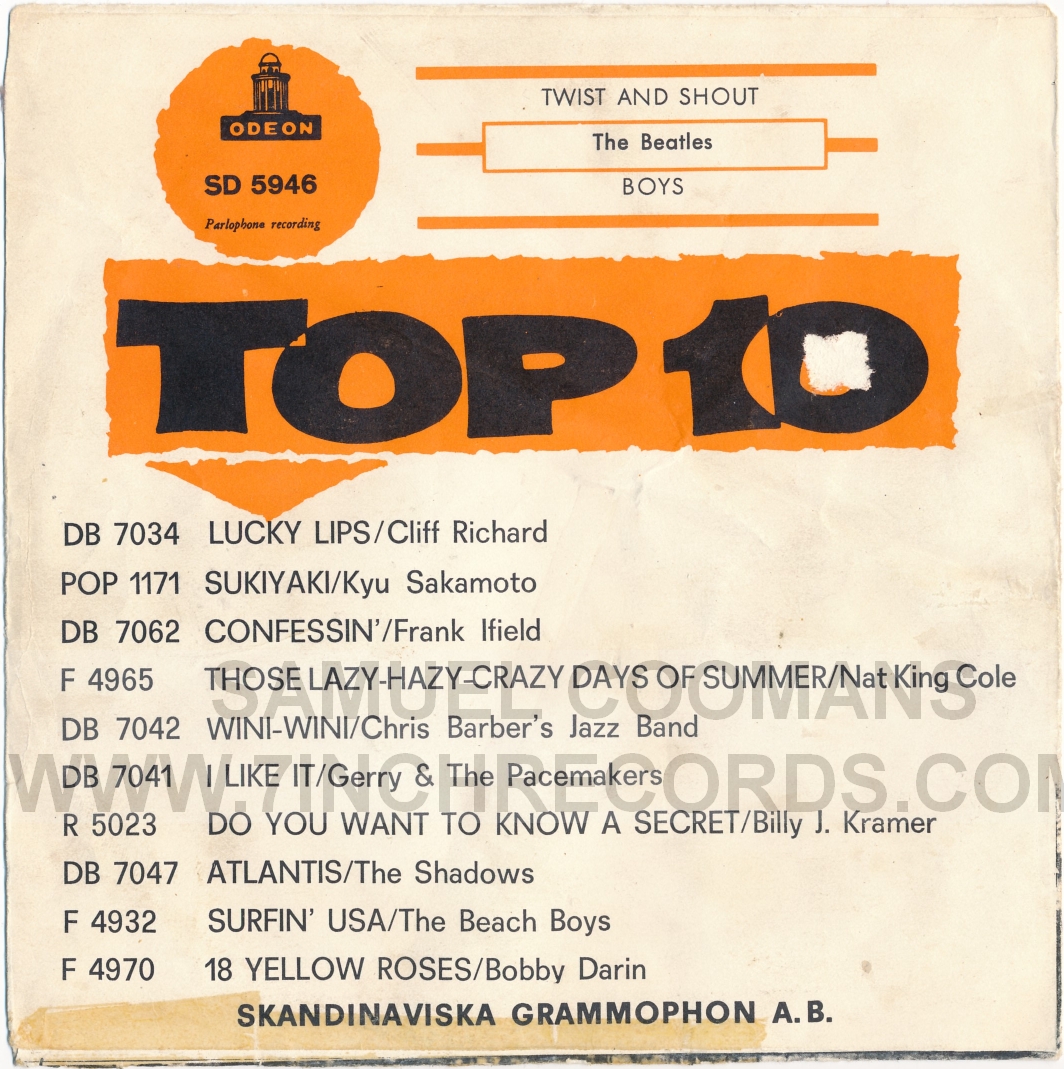 ODEON
SD 5946
Parlophone recording
TWIST AND SHOUT
The Beatles
BOYS
TOP 10
DB 7034 LUCKY LIPS/Cliff Richard
POP 1171 SUKIYAKI/Kyu Sakamoto
DB 7062 CONFESSIN'/Frank Ifield
F 4965 THOSE LAZY-HAZY-CRAZY DAYS OF SUMMER/Nat King Cole
SAMUEL COOMANS
DB 7042 WINI-WINI/Chris Barber's Jazz Band
DB 7041 I LIKE IT/Gerry & The Pacemakers
WWW.7INCHRECORDS.COM
R 5023 DO YOU WANT TO KNOW A SECRET/Billy J. Kramer
DB 7047 ATLANTIS/The Shadows
F 4932 SURFIN' USA/The Beach Boys
F 4970 18 YELLOW ROSES/Bobby Darin
SKANDINAVISKA GRAMMOPHON A.B.